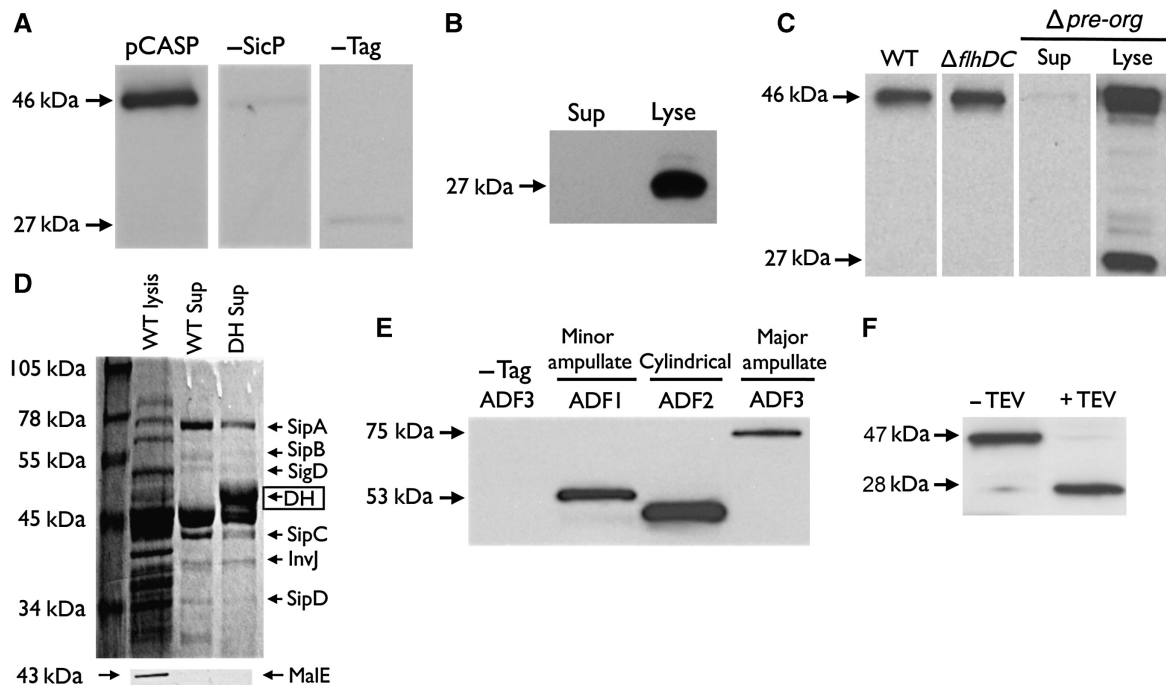 A
pCASP
–SicP
–Tag
46 kDa
27 kDa
B
Sup
Lyse
27 kDa
C
Δpre-org
WT
ΔflhDC
Sup
Lyse
46 kDa
27 kDa
D
WT lysis
WT Sup
DH Sup
105 kDa
78 kDa
55 kDa
45 kDa
34 kDa
43 kDa
SipA
SipB
SigD
DH
SipC
InvJ
SipD
MalE
E
Minor
ampullate
Cylindrical
Major
ampullate
–Tag
ADF3
ADF1
ADF2
ADF3
75 kDa
53 kDa
F
– TEV
+ TEV
47 kDa
28 kDa